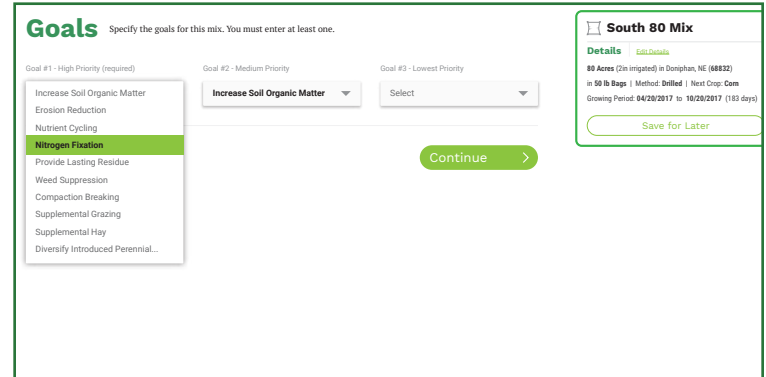 Goals Specify the goals for this mix. You must enter at least one.
Goal #1 - High Priority (required)
Increase Soil Organic Matter
Erosion Reduction
Nutrient Cycling
Nitrogen Fixation
Provide Lasting Residue
Weed Suppression
Compaction Breaking
Supplemental Grazing
Supplemental Hay
Diversify Introduced Perennial...
Goal #2 - Medium Priority
Increase Soil Organic Matter
Goal #3 - Lowest Priority
Select
Continue
South 80 Mix
Details Edit Details
80 Acres (2in irrigated) in Doniphan, NE (68832)
in 50 lb Bags | Method: Drilled | Next Crop: Corn
Growing Period: 04/20/2017 to 10/20/2017 (183 days)
Save for Later